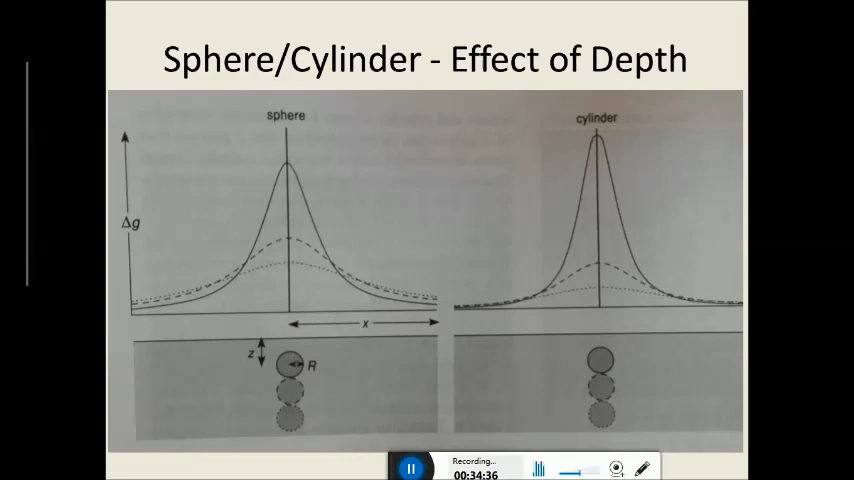 Sphere/Cylinder - Effect of Depth
sphere
cylinder
Δg
x
z
R
Recording...
00:34:36